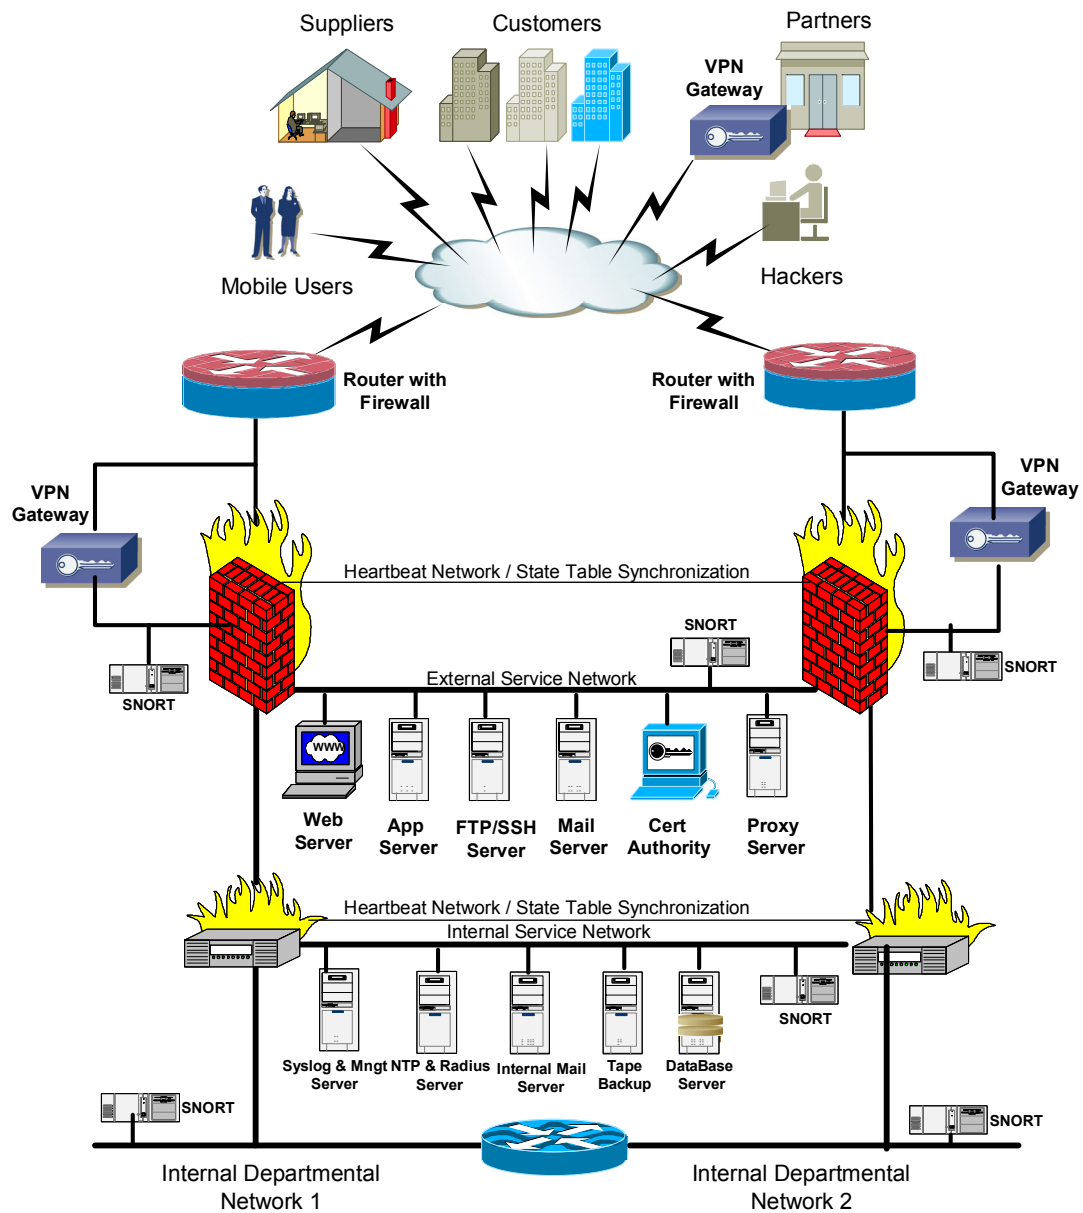 Suppliers
Customers
Partners
VPN
Gateway
Mobile Users
Hackers
Router with
Firewall
Router with
Firewall
VPN
Gateway
VPN
Gateway
Heartbeat Network / State Table Synchronization
SNORT
SNORT
SNORT
External Service Network
WWW
Web
Server
App
Server
FTP/SSH
Server
Mail
Server
Cert
Authority
Proxy
Server
Heartbeat Network / State Table Synchronization
Internal Service Network
SNORT
Syslog & Mngt
Server
NTP & Radius
Server
Internal Mail
Server
Tape
Backup
DataBase
Server
SNORT
SNORT
Internal Departmental
Network 1
Internal Departmental
Network 2